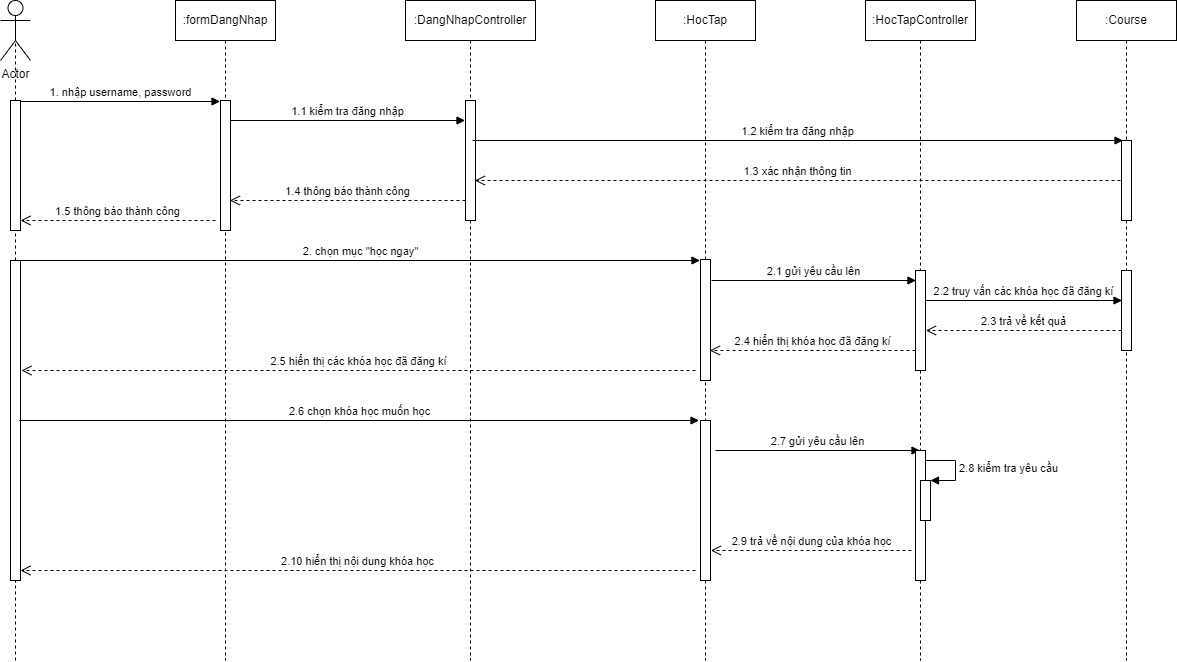 :formDangNhap
:DangNhapController
:HocTap
:HocTapController
:Course
Actor
1. nhập username, password
1.1 kiểm tra đăng nhập
1.2 kiểm tra đăng nhập
1.3 xác nhận thông tin
1.4 thông báo thành công
1.5 thông báo thành công
2. chọn mục "học ngay"
2.1 gửi yêu cầu lên
2.2 truy vấn các khóa học đã đăng kí
2.3 trả về kết quả
2.4 hiển thị khóa học đã đăng kí
2.5 hiển thị các khóa học đã đăng kí
2.6 chọn khóa học muốn học
2.7 gửi yêu cầu lên
2.8 kiểm tra yêu cầu
2.9 trả về nội dung của khóa học
2.10 hiển thị nội dung khóa học